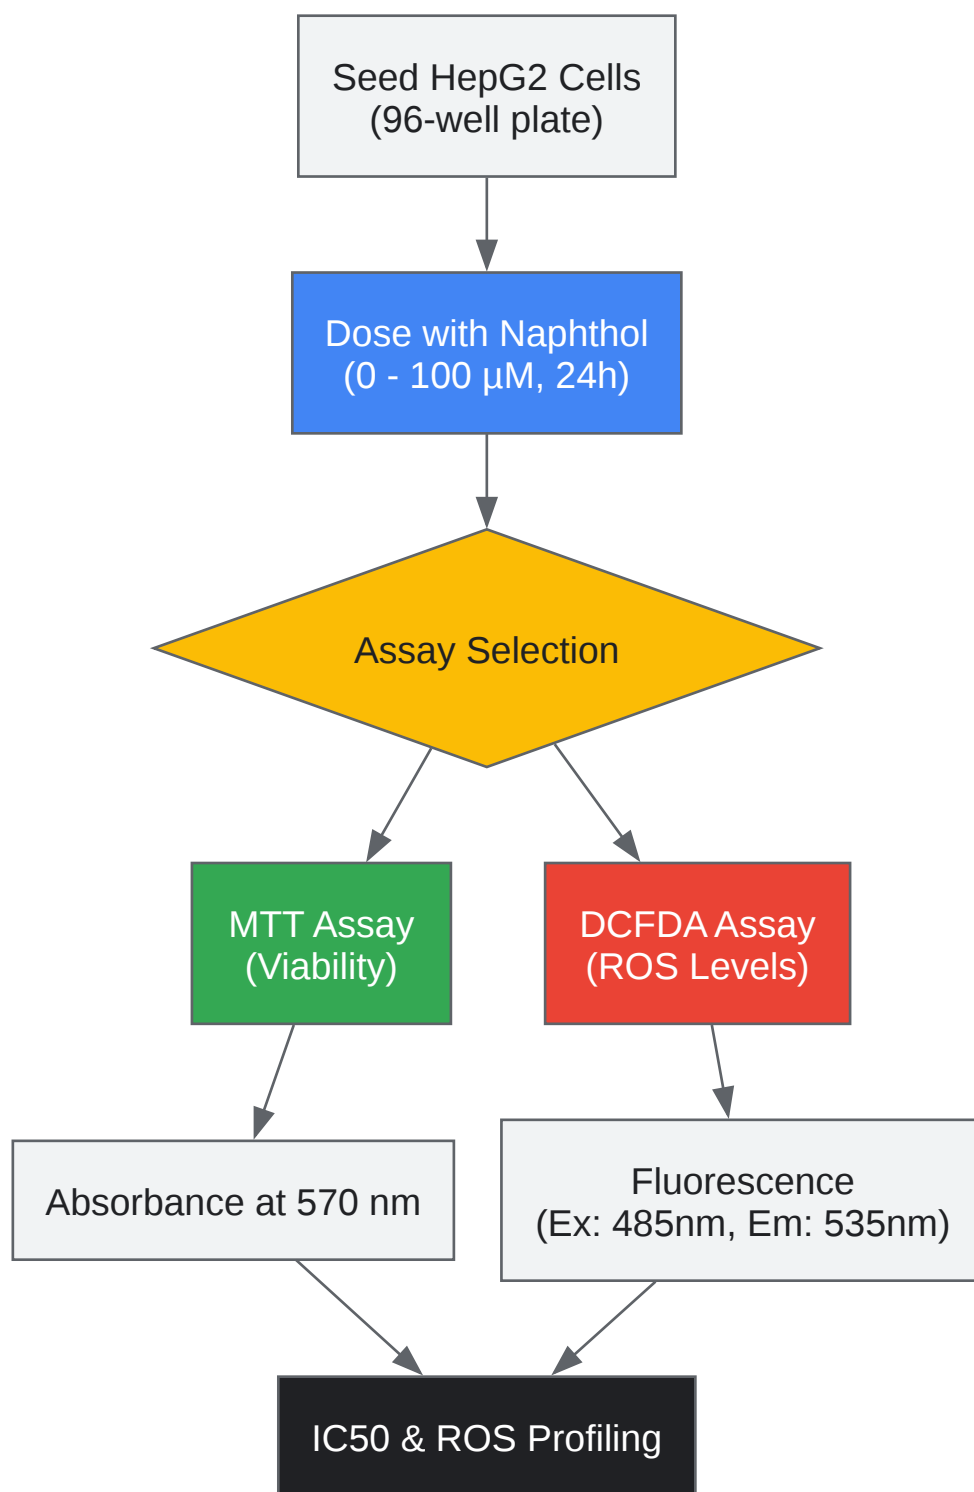 Seed HepG2 Cells
(96-well plate)
Dose with Naphthol
(0 - 100 µM, 24h)
Assay Selection
MTT Assay
(Viability)
DCFDA Assay
(ROS Levels)
Absorbance at 570 nm
Fluorescence
(Ex: 485nm, Em: 535nm)
IC50 & ROS Profiling